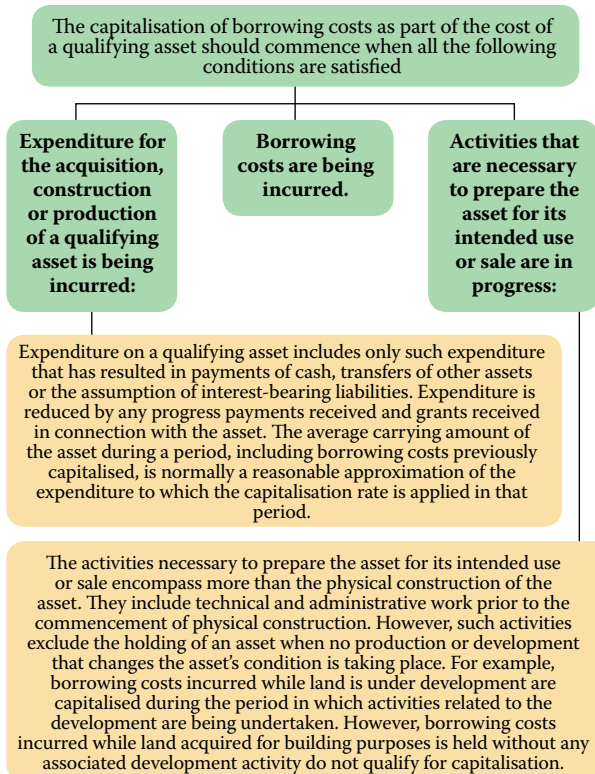 The capitalisation of borrowing costs as part of the cost of
a qualifying asset should commence when all the following
conditions are satisfied
Expenditure for
the acquisition,
construction
or production
of a qualifying
asset is being
incurred:
Borrowing
costs are being
incurred.
Activities that
are necessary
to prepare the
asset for its
intended use
or sale are in
progress:
Expenditure on a qualifying asset includes only such expenditure
that has resulted in payments of cash, transfers of other assets
or the assumption of interest-bearing liabilities. Expenditure is
reduced by any progress payments received and grants received
in connection with the asset. The average carrying amount of
the asset during a period, including borrowing costs previously
capitalised, is normally a reasonable approximation of the
expenditure to which the capitalisation rate is applied in that
period.
The activities necessary to prepare the asset for its intended use
or sale encompass more than the physical construction of the
asset. They include technical and administrative work prior to the
commencement of physical construction. However, such activities
exclude the holding of an asset when no production or development
that changes the asset's condition is taking place. For example,
borrowing costs incurred while land is under development are
capitalised during the period in which activities related to the
development are being undertaken. However, borrowing costs
incurred while land acquired for building purposes is held without any
associated development activity do not qualify for capitalisation.